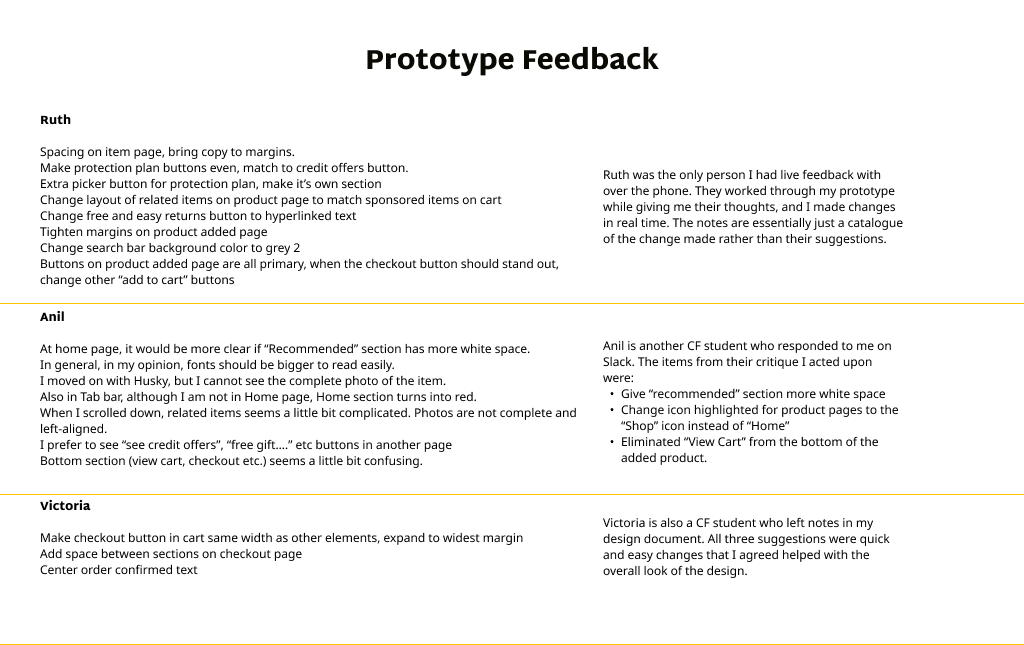 Prototype Feedback
Ruth
Spacing on item page, bring copy to margins.
Make protection plan buttons even, match to credit offers button.
Extra picker button for protection plan, make it’s own section
Change layout of related items on product page to match sponsored items on cart
Change free and easy returns button to hyperlinked text
Tighten margins on product added page
Change search bar background color to grey 2
Buttons on product added page are all primary, when the checkout button should stand out,
change other “add to cart” buttons
Ruth was the only person I had live feedback with
over the phone. They worked through my prototype
while giving me their thoughts, and I made changes
in real time. The notes are essentially just a catalogue
of the change made rather than their suggestions.
Anil
At home page, it would be more clear if “Recommended” section has more white space.
In general, in my opinion, fonts should be bigger to read easily.
I moved on with Husky, but I cannot see the complete photo of the item.
Also in Tab bar, although I am not in Home page, Home section turns into red.
When I scrolled down, related items seems a little bit complicated. Photos are not complete and
left-aligned.
I prefer to see “see credit offers”, “free gift....” etc buttons in another page
Bottom section (view cart, checkout etc.) seems a little bit confusing.
Anil is another CF student who responded to me on
Slack. The items from their critique I acted upon
were:
• Give “recommended” section more white space
• Change icon highlighted for product pages to the
“Shop” icon instead of “Home”
• Eliminated “View Cart” from the bottom of the
added product.
Victoria
Make checkout button in cart same width as other elements, expand to widest margin
Add space between sections on checkout page
Center order confirmed text
Victoria is also a CF student who left notes in my
design document. All three suggestions were quick
and easy changes that I agreed helped with the
overall look of the design.